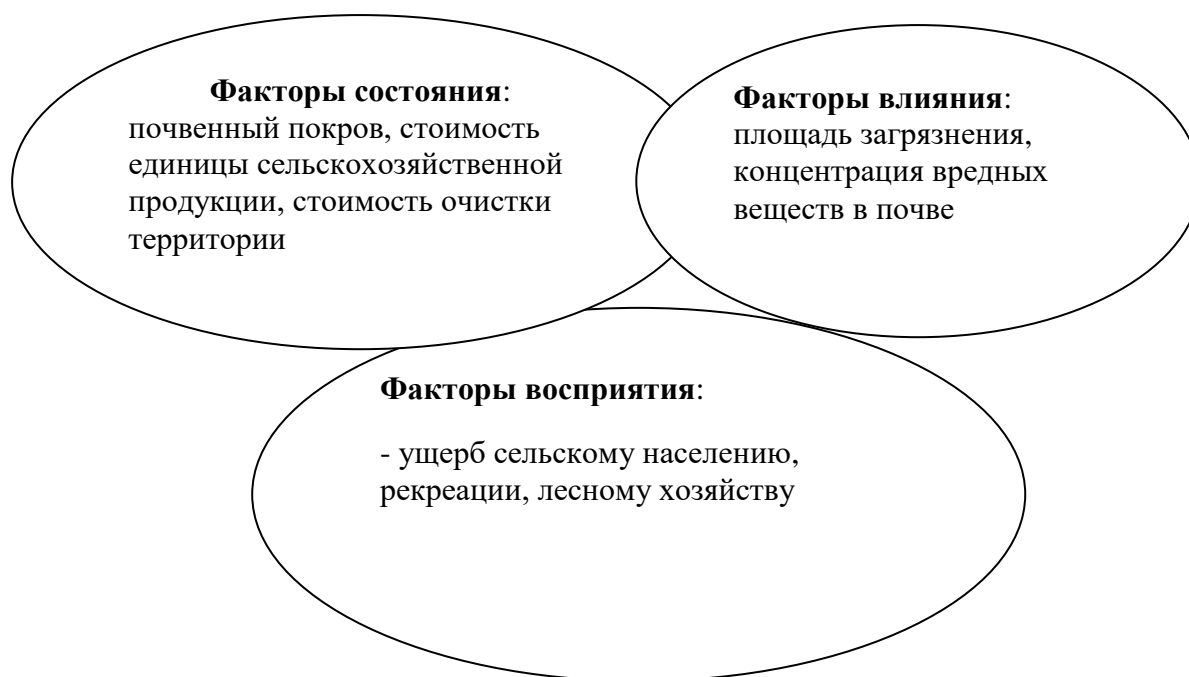 Факторы состояния:
почвенный покров, стоимость
единицы сельскохозяйственной
продукции, стоимость очистки
территории
Факторы влияния:
площадь загрязнения,
концентрация вредных
веществ в почве
Факторы восприятия:
- ущерб сельскому населению,
рекреации, лесному хозяйству